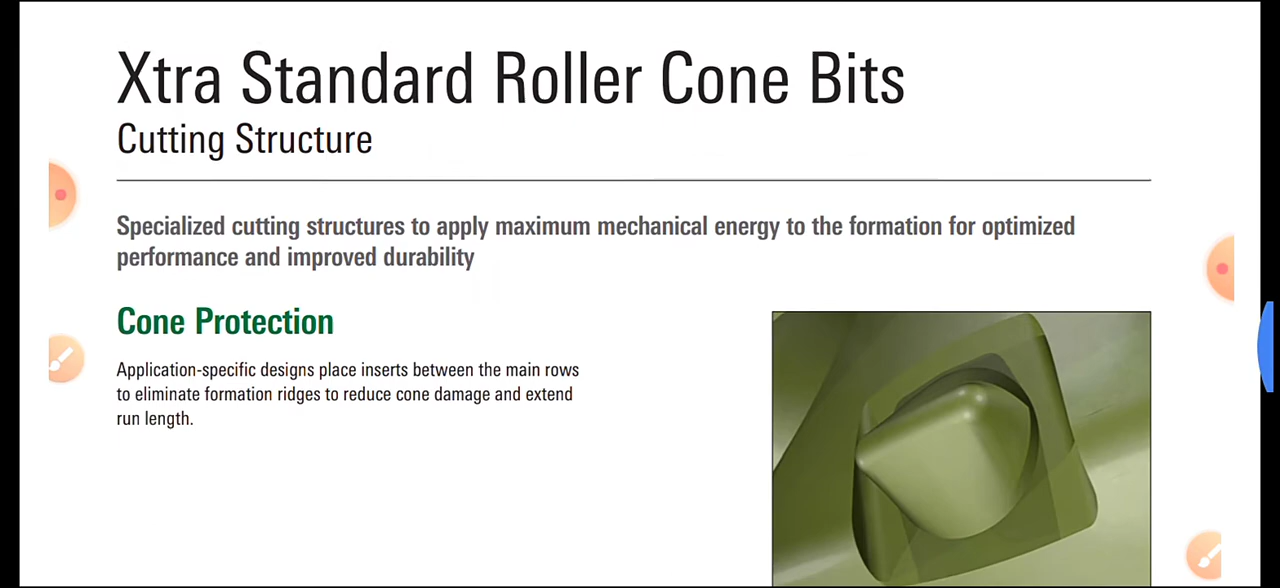 Xtra Standard Roller Cone Bits
Cutting Structure
Specialized cutting structures to apply maximum mechanical energy to the formation for optimized
performance and improved durability
Cone Protection
Application-specific designs place inserts between the main rows
to eliminate formation ridges to reduce cone damage and extend
run length.